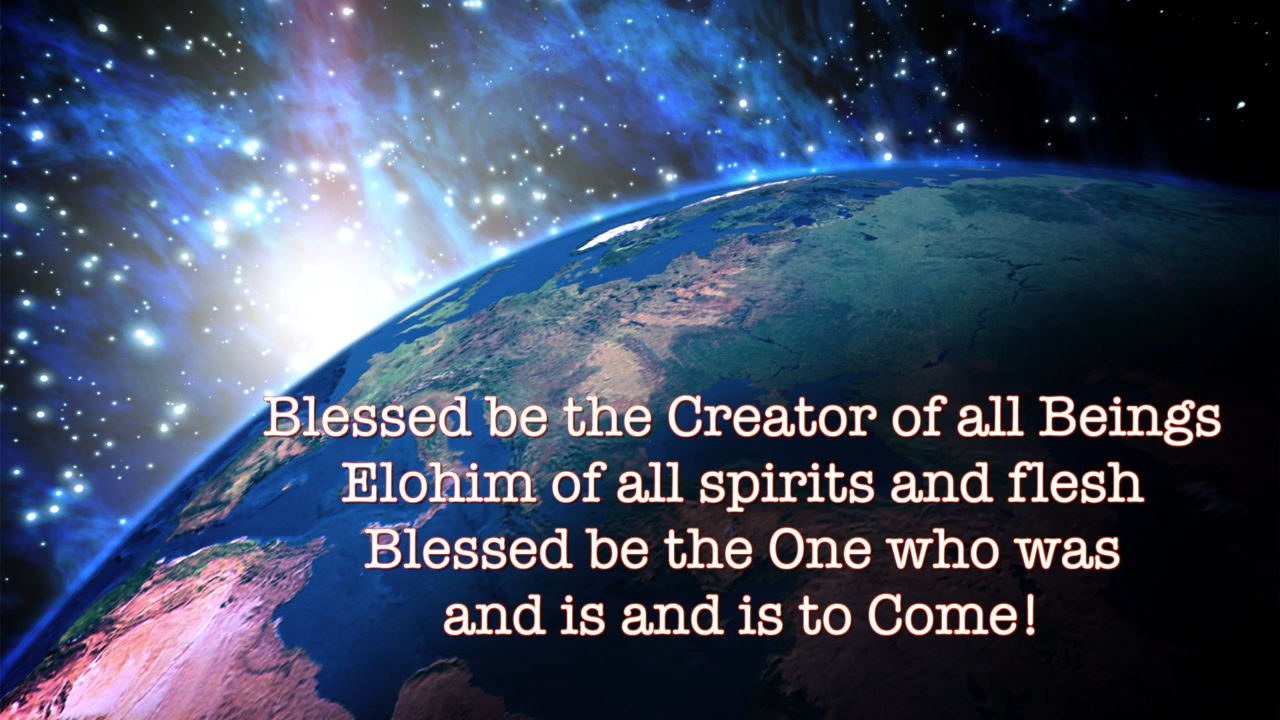 Blessed be the Creator of all Beings
Elohim of all spirits and flesh
Blessed be the One who was
and is and is to Come!